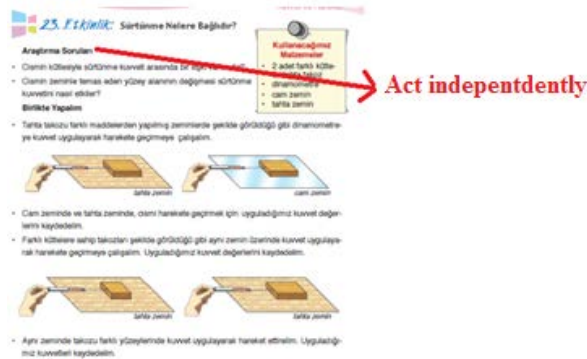 23. Etkinlik: Sürtünme Nelere Bağlıdır?
Araştırma Soruları
Kullanacağımız
Malzemeler
• Cismin kütlesiyle sürtünme kuvveti arasında bir
• 2 adet farklı kütle-
takoz
• dinamometre
• cam zemin
• tahta zemin
• Cismin zeminle temas eden yüzey alanının değişmesi sürtünme
kuvvetini nasıl etkiler?
Act indepentdently
Birlikte Yapalım
• Tahta takozu farklı maddelerden yapılmış zeminlerde şekilde görüldüğü gibi dinamometre-
ye kuvvet uygulayarak harekete geçirmeye çalışalım.
tahta zemin
cam zemin
• Cam zeminde ve tahta zeminde, cismi harekete geçirmek için uyguladığımız kuvvet değer-
lerini kaydedelim.
• Farklı kütlelere sahip takozları şekilde görüldüğü gibi aynı zemin üzerinde kuvvet uygulaya-
rak harekete geçirmeye çalışalım. Uyguladığımız kuvvet değerlerini kaydedelim.
tahta zemin
tahta zemin
• Aynı zeminde takozu farklı yüzeylerinde kuvvet uygulayarak hareket ettirelim. Uyguladığı-
mız kuvvetleri kaydedelim.